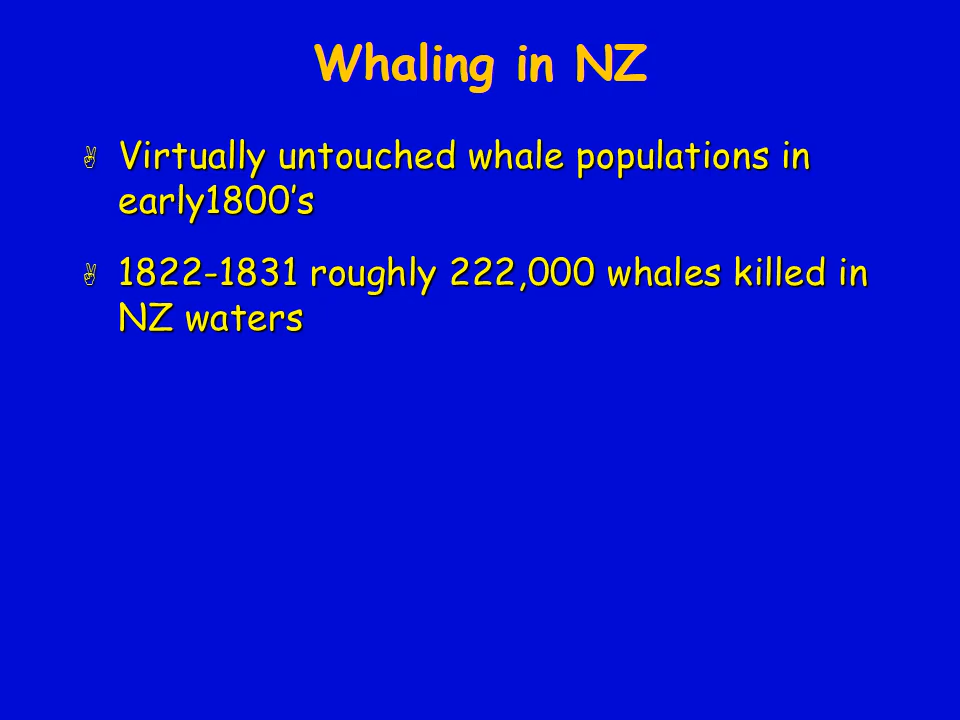 Whaling in NZ
Virtually untouched whale populations in
early1800's
1822-1831 roughly 222,000 whales killed in
NZ waters